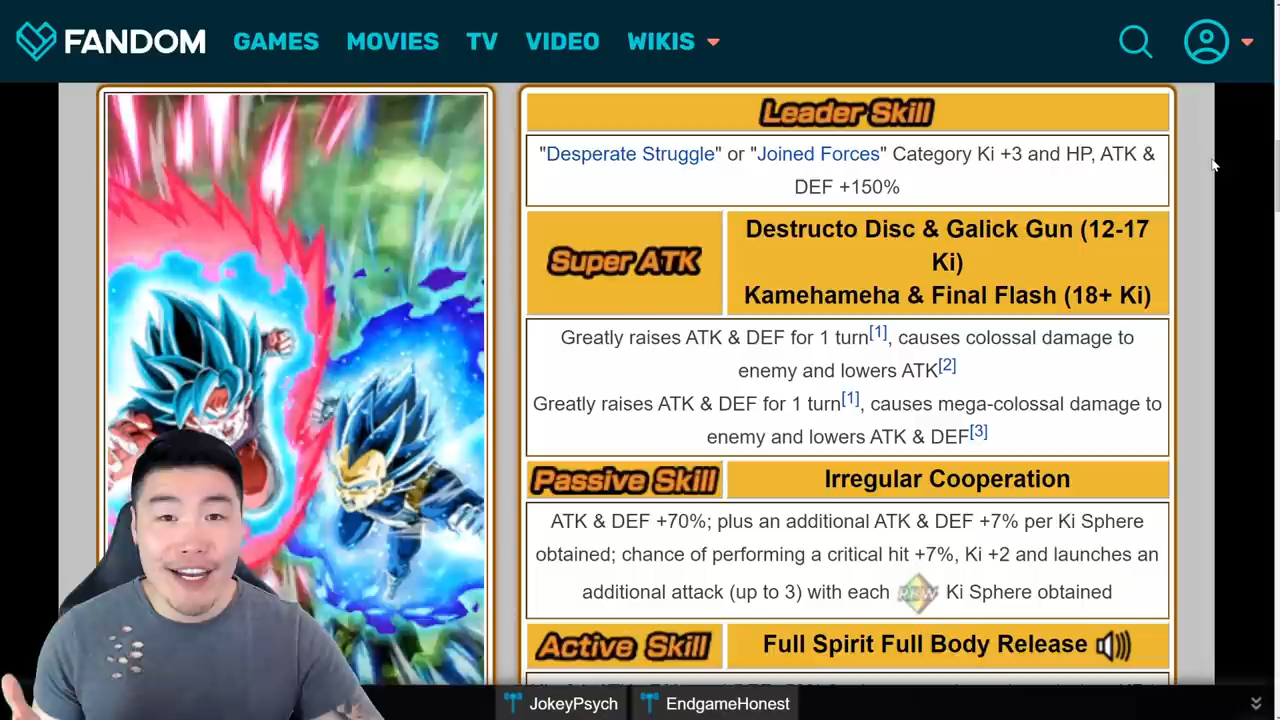 FANDOM GAMES MOVIES TV VIDEO WIKIS
Leader Skill
"Desperate Struggle" or "Joined Forces" Category Ki +3 and HP, ATK &
DEF +150%
Super ATK
Destructo Disc & Galick Gun (12-17
Ki)
Kamehameha & Final Flash (18+ Ki)
Greatly raises ATK & DEF for 1 turn[1], causes colossal damage to
enemy and lowers ATK[2]
Greatly raises ATK & DEF for 1 turn[1], causes mega-colossal damage to
enemy and lowers ATK & DEF[3]
Passive Skill
Irregular Cooperation
ATK & DEF +70%; plus an additional ATK & DEF +7% per Ki Sphere
obtained; chance of performing a critical hit +7%, Ki +2 and launches an
additional attack (up to 3) with each RBW Ki Sphere obtained
Active Skill
Full Spirit Full Body Release
JokeyPsych
EndgameHonest